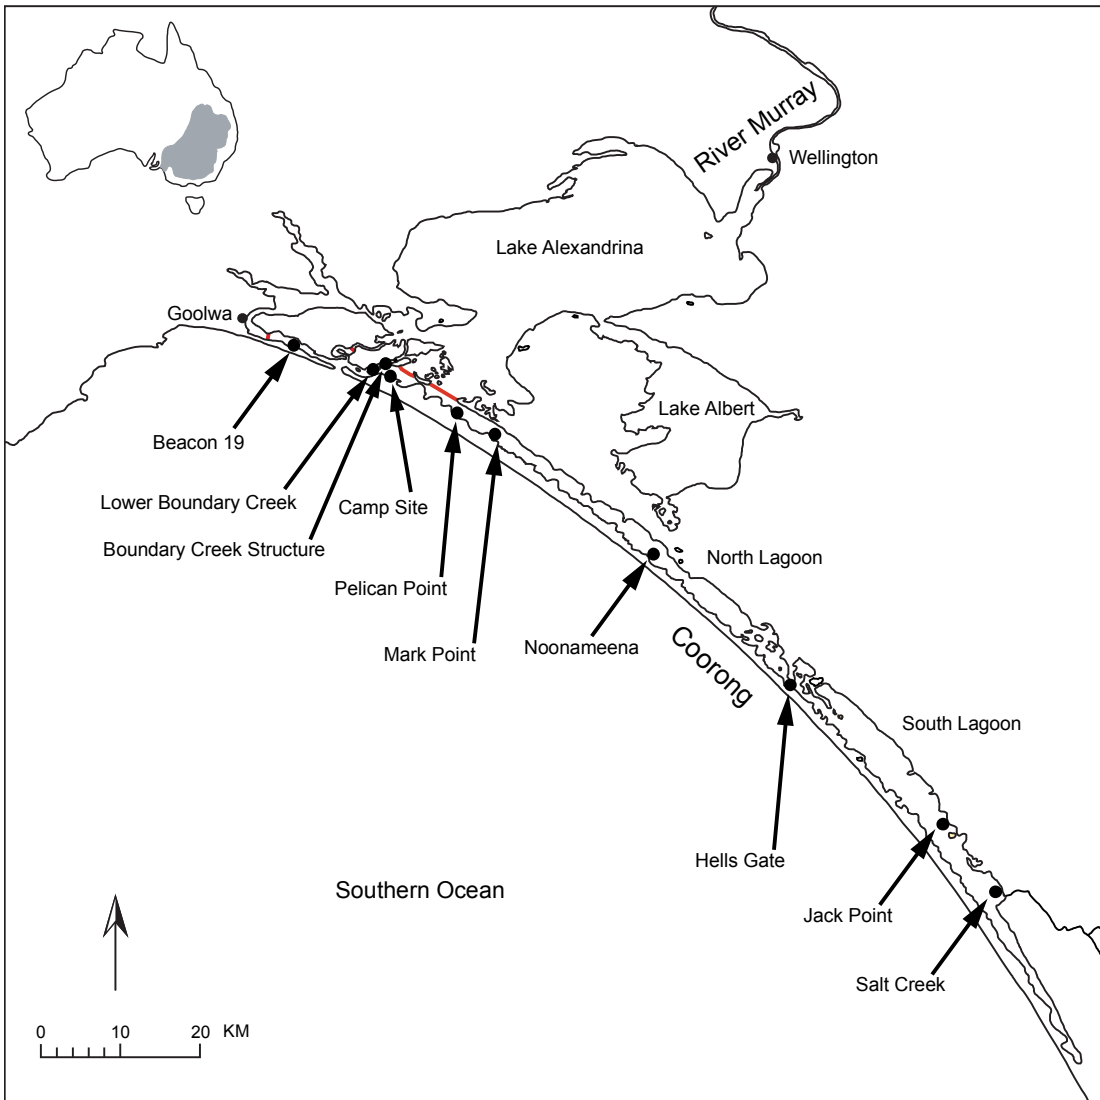 River Murray
Wellington
Lake Alexandrina
Goolwa
Lake Albert
Beacon 19
Lower Boundary Creek
Camp Site
Boundary Creek Structure
North Lagoon
Pelican Point
Noonameena
Mark Point
Coorong
South Lagoon
Hells Gate
Southern Ocean
Jack Point
Salt Creek
0 10 20 KM